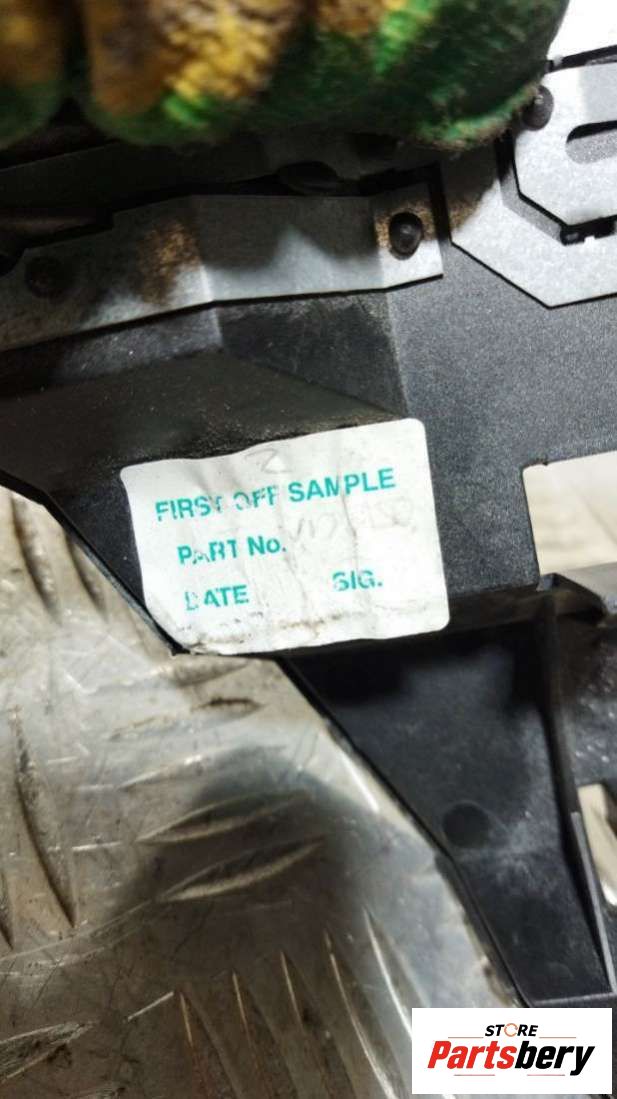 FIRST OFF SAMPLE
PART No.
DATE SIG.
STORE
Partsbery